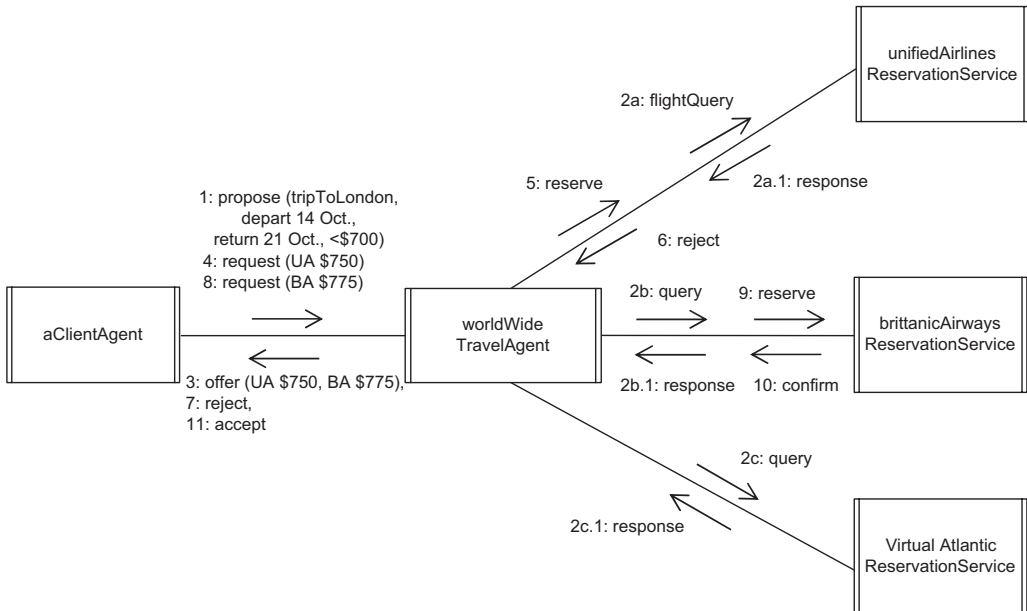 unifiedAirlines
ReservationService
2a: flightQuery
2a.1: response
5: reserve
6: reject
1: propose (tripToLondon,
depart 14 Oct.,
return 21 Oct., <$700)
4: request (UA $750)
8: request (BA $775)
aClientAgent
3: offer (UA $750, BA $775),
7: reject,
11: accept
worldWide
TravelAgent
2b: query
9: reserve
2b.1: response
10: confirm
brittanicAirways
ReservationService
2c: query
2c.1: response
Virtual Atlantic
ReservationService